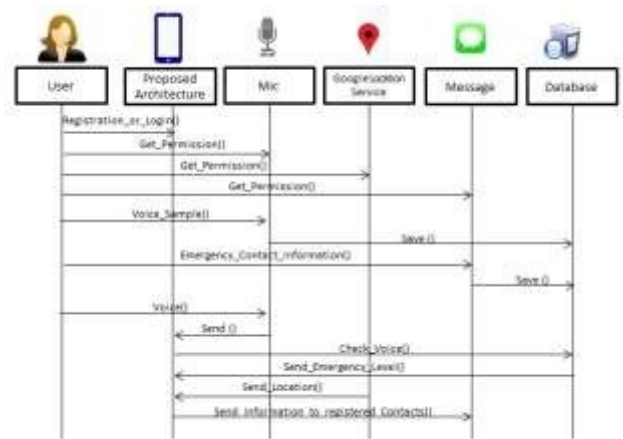 User
Proposed
Architecture
Mic
Service
Message
Database
Registration_or_Login()
Get_Permission()
Get_Permission()
Get_Permission()
Voice_Sample()
Save ()
Emergency_Contact_Information()
Save ()
Voice()
Send ()
Check_Voice()
Send_Emergency_Level()
Send_Location()
Send_Information_to_registered_Contacts()